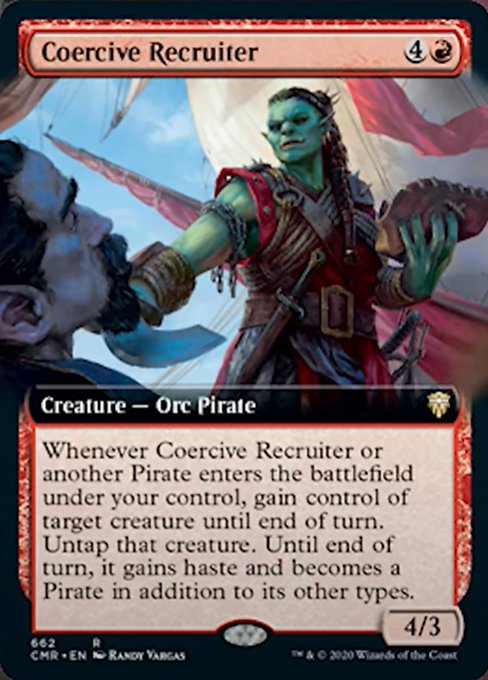 Coercive Recruiter 4
Creature — Orc Pirate
Whenever Coercive Recruiter or
another Pirate enters the battlefield
under your control, gain control of
target creature until end of turn.
Untap that creature. Until end of
turn, it gains haste and becomes a
Pirate in addition to its other types.
4/3
662 R
CMR • EN Randy Vargas
™ & © 2020 Wizards of the Coast